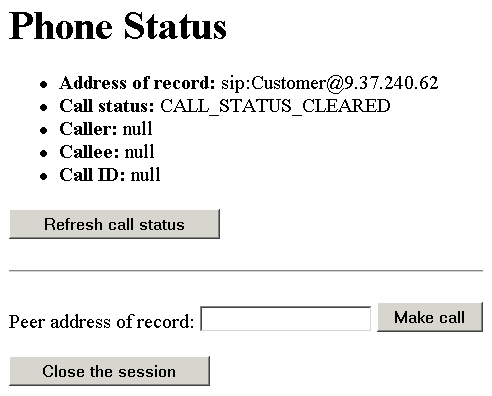 Phone Status
Address of record: sip:Customer@9.37.240.62
Call status: CALL_STATUS_CLEARED
Caller: null
Callee: null
Call ID: null
Refresh call status
Peer address of record: Make call
Close the session